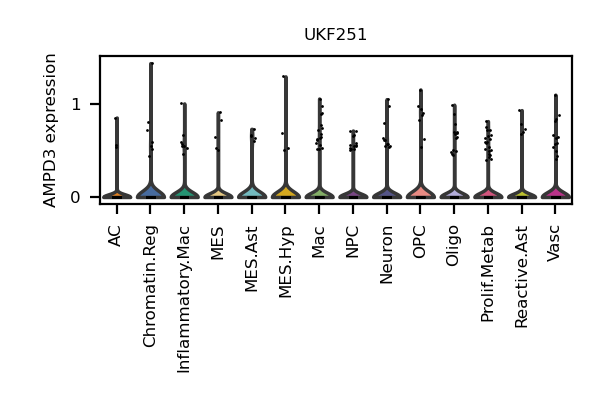 UKF251
AMPD3 expression
1
0
AC
Chromatin.Reg
Inflammatory.Mac
MES
MES.Ast
MES.Hyp
Mac
NPC
Neuron
OPC
Oligo
Prolif.Metab
Reactive.Ast
Vasc